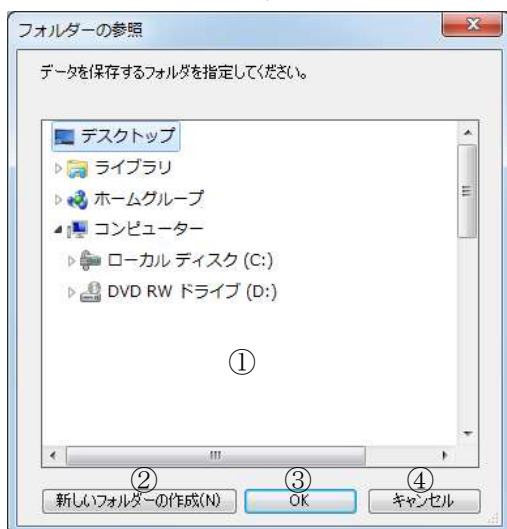 フォルダーの参照
データを保存するフォルダを指定してください。
デスクトップ
ライブラリ
ホームグループ
コンピューター
ローカル ディスク (C:)
DVD RW ドライブ (D:)
①
② ③ ④
新しいフォルダーの作成(N) OK キャンセル